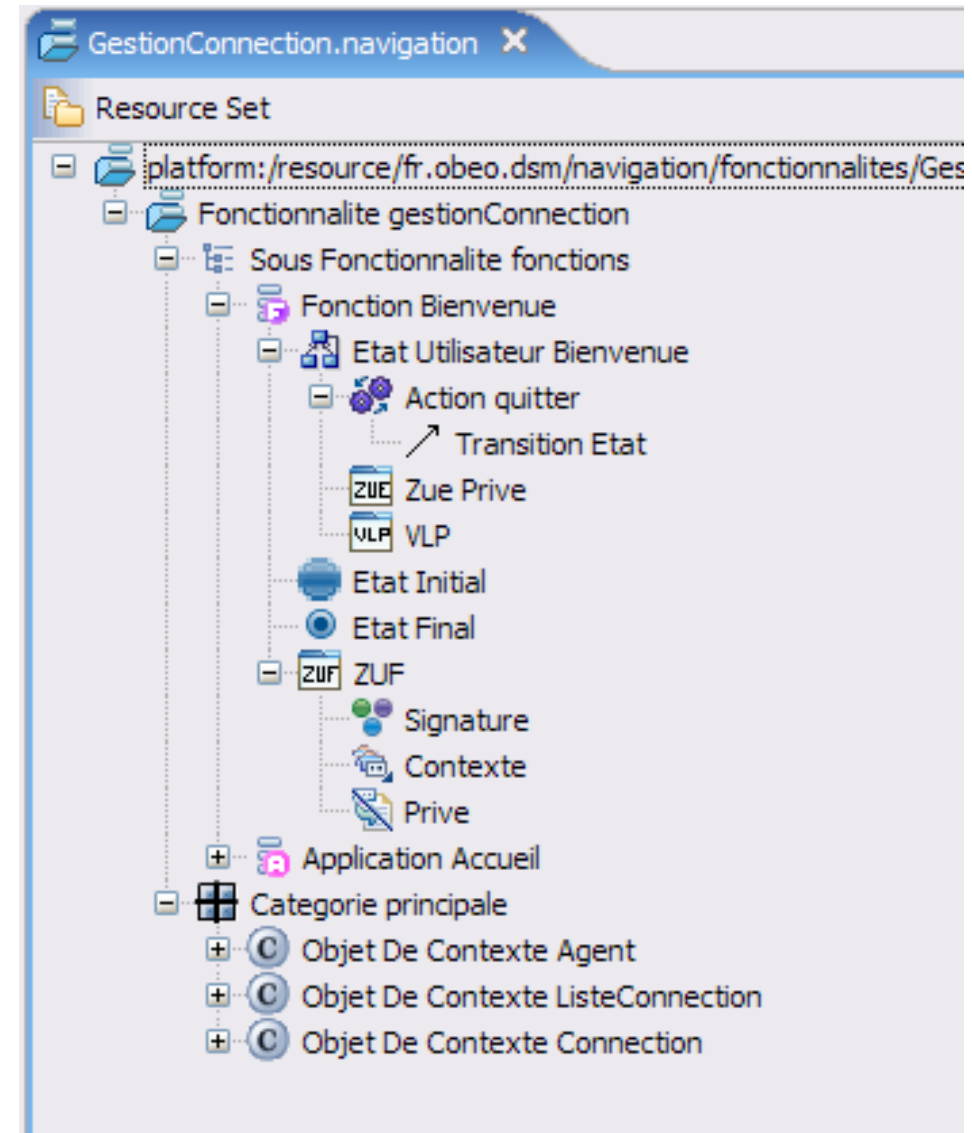 GestionConnection.navigation
Resource Set
platform:/resource/fr.obeo.dsm/navigation/fonctionnalites/Ges
Fonctionnalite gestionConnection
Sous Fonctionnalite fonctions
F Fonction Bienvenue
Etat Utilisateur Bienvenue
Action quitter
Transition Etat
ZUE Zue Prive
VLP VLP
Etat Initial
Etat Final
ZUF ZUF
Signature
Contexte
Prive
A Application Accueil
Categorie principale
C Objet De Contexte Agent
C Objet De Contexte ListeConnection
C Objet De Contexte Connection